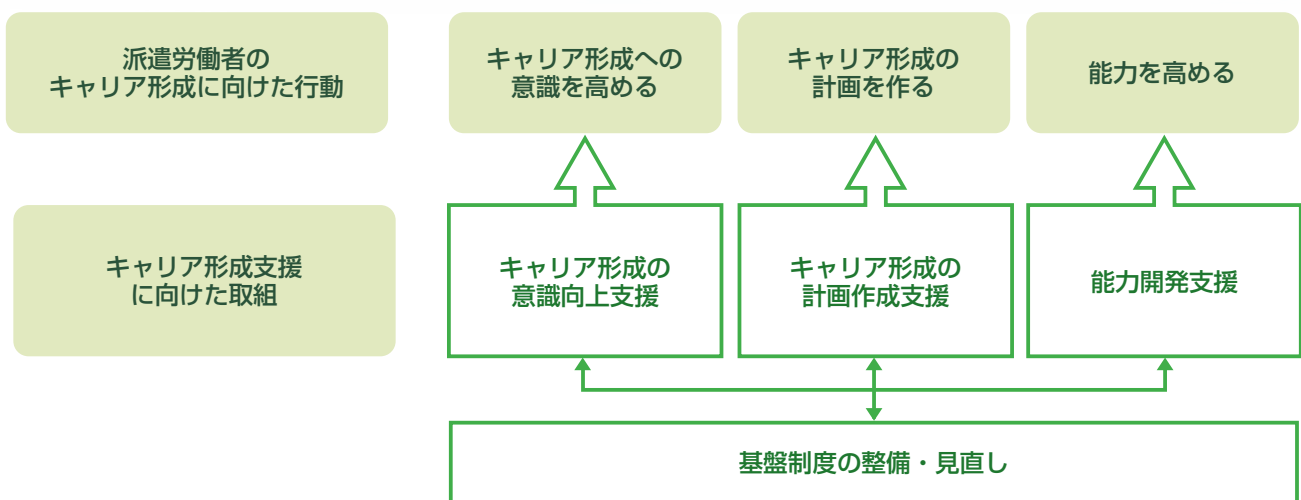 派遣労働者の
キャリア形成に向けた行動
キャリア形成への
意識を高める
キャリア形成の
計画を作る
能力を高める
キャリア形成支援
に向けた取組
キャリア形成の
意識向上支援
キャリア形成の
計画作成支援
能力開発支援
基盤制度の整備・見直し